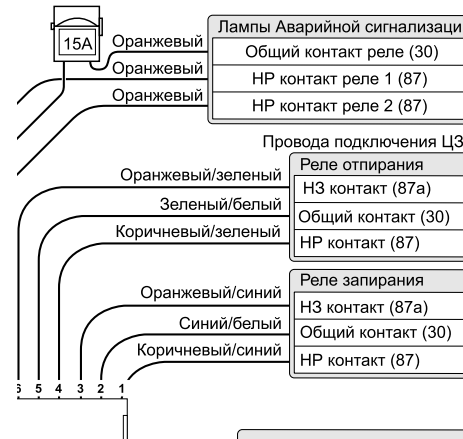 15А
Оранжевый
Лампы Аварийной сигнализаци
Общий контакт реле (30)
Оранжевый
НР контакт реле 1 (87)
Оранжевый
НР контакт реле 2 (87)
Провода подключения ЦЗ
Реле отпирания
Оранжевый/зеленый
НЗ контакт (87а)
Зеленый/белый
Общий контакт (30)
Коричневый/зеленый
НР контакт (87)
Реле запирания
Оранжевый/синий
НЗ контакт (87а)
Синий/белый
Общий контакт (30)
Коричневый/синий
НР контакт (87)
6 5 4 3 2 1